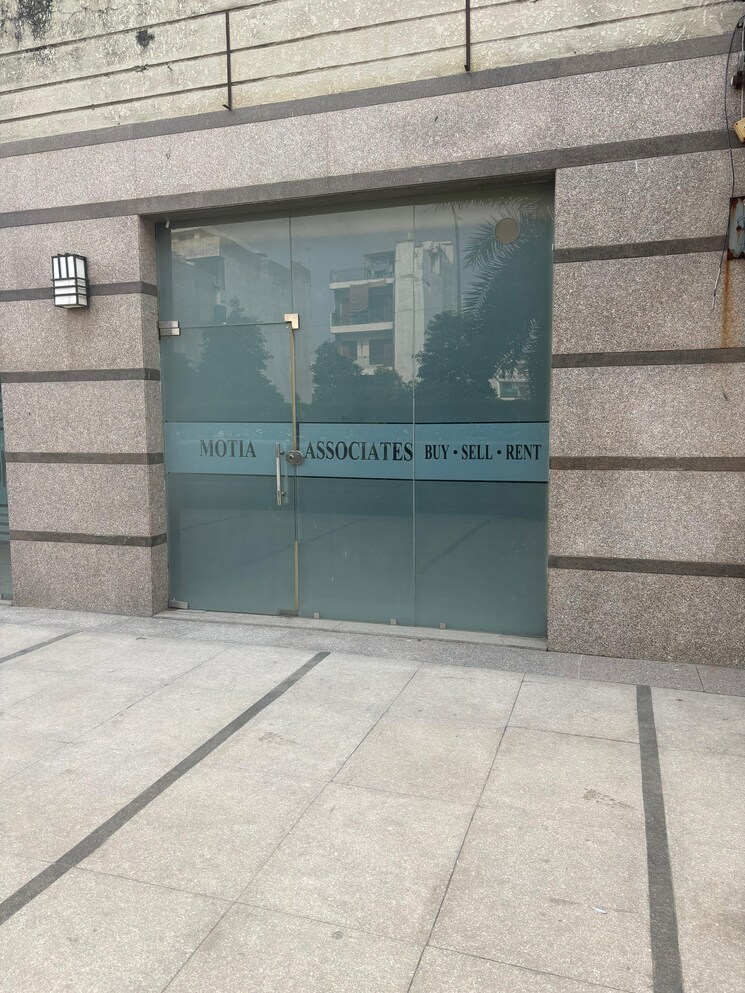 MOTIA ASSOCIATES BUY • SELL • RENT